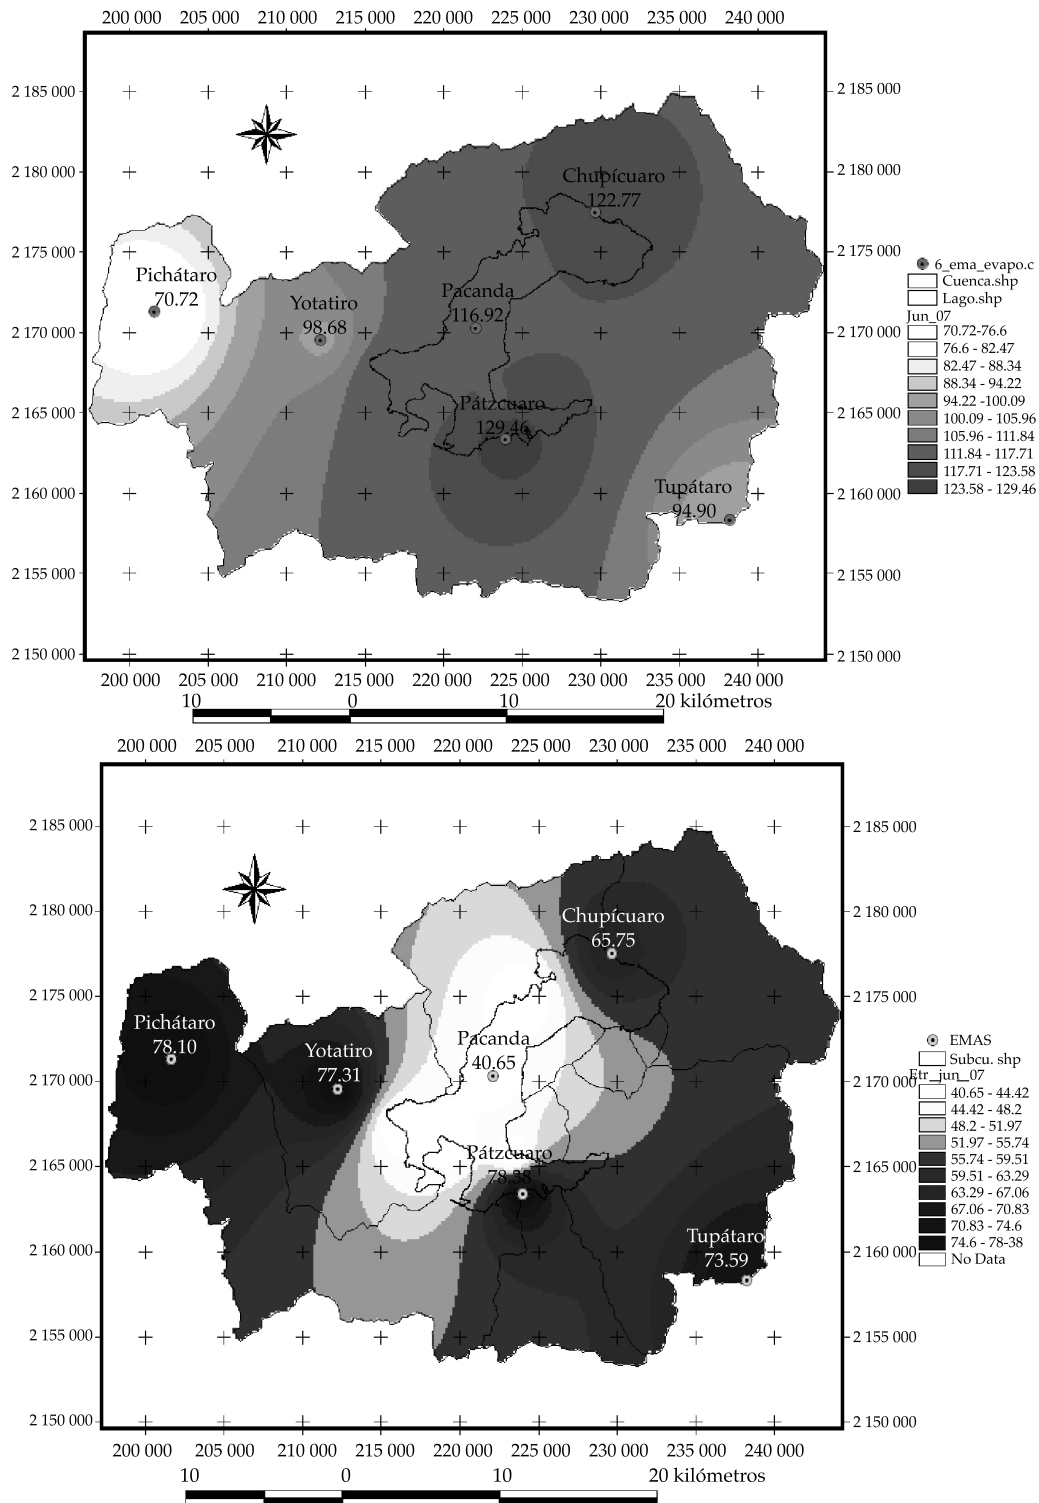 200 000 205 000 210 000 215 000 220 000 225 000 230 000 235 000 240 000
2 185 000 2 185 000
2 180 000 2 180 000
Chupícuaro
122.77
2 175 000 2 175 000
Pichátaro
70.72
Yotatiro
98.68
Pacanda
116.92
2 170 000 2 170 000
Pátzcuaro
129.46
2 165 000 2 165 000
Tupátaro
94.90
2 160 000 2 160 000
2 155 000 2 155 000
2 150 000 2 150 000
200 000 205 000 210 000 215 000 220 000 225 000 230 000 235 000 240 000
10 0 10 20 kilómetros
6_ema_evapo.c
Cuenca.shp
Lago.shp
Jun_07
70.72-76.6
76.6 - 82.47
82.47 - 88.34
88.34 - 94.22
94.22 -100.09
100.09 - 105.96
105.96 - 111.84
111.84 - 117.71
117.71 - 123.58
123.58 - 129.46
200 000 205 000 210 000 215 000 220 000 225 000 230 000 235 000 240 000
2 185 000 2 185 000
2 180 000 2 180 000
Chupícuaro
65.75
2 175 000 2 175 000
Pichátaro
78.10
Yotatiro
77.31
Pacanda
40.65
2 170 000 2 170 000
Pátzcuaro
78.38
2 165 000 2 165 000
Tupátaro
73.59
2 160 000 2 160 000
2 155 000 2 155 000
2 150 000 2 150 000
200 000 205 000 210 000 215 000 220 000 225 000 230 000 235 000 240 000
10 0 10 20 kilómetros
EMAS
Subcu. shp
Etr_jun_07
40.65 - 44.42
44.42 - 48.2
48.2 - 51.97
51.97 - 55.74
55.74 - 59.51
59.51 - 63.29
63.29 - 67.06
67.06 - 70.83
70.83 - 74.6
74.6 - 78-38
No Data